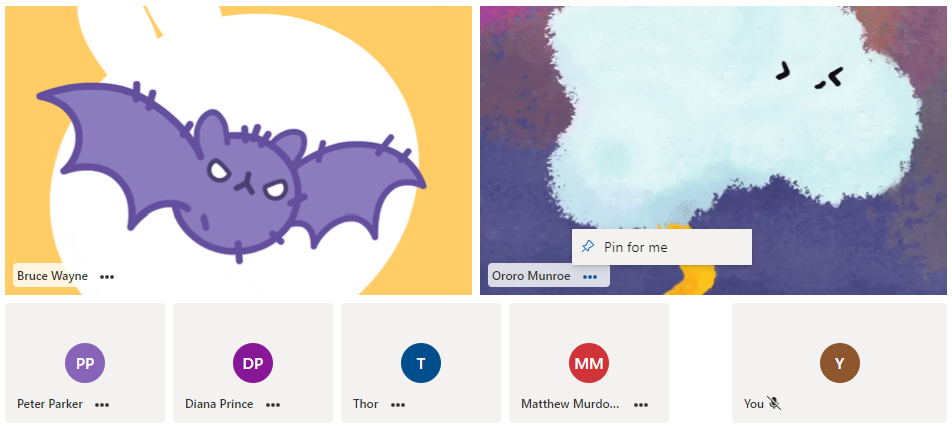 Pin for me
Bruce Wayne
Ororo Munroe
PP
DP
T
MM
Y
Peter Parker
Diana Prince
Thor
Matthew Murdo...
You